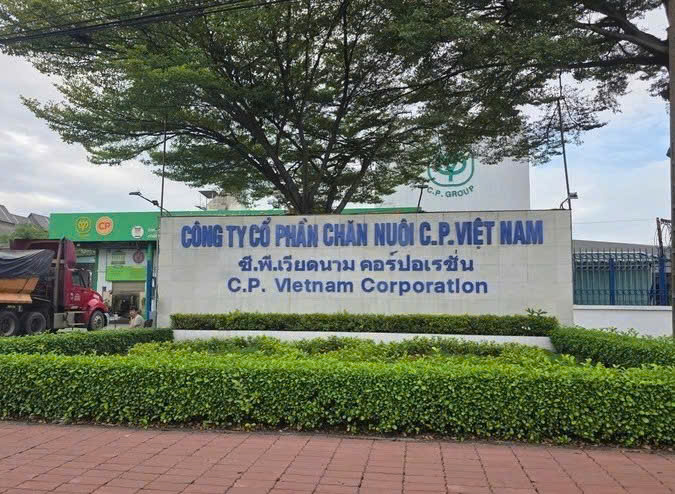 C.P. GROUP
CP
CÔNG TY CỔ PHẦN CHĂN NUÔI C.P. VIỆT NAM
ซี.พี.เวียดนาม คอร์ปอเรชั่น
C.P. Vietnam Corporation